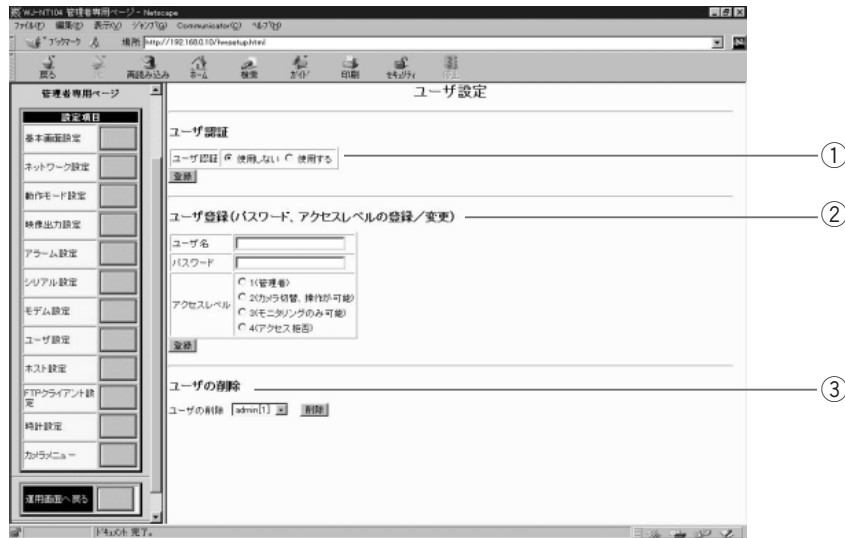 WJ-NT104 管理者専用ページ - Netscape
ファイル(F) 編集(E) 表示(V) ジャンプ(G) Communicator(C) ヘルプ(H)
ブックマーク 場所 http://192.168.0.10/hwsetup.html
戻る 再読み込み ホーム 検索 ガイド 印刷 セキュリティ
管理者専用ページ
設定項目
基本画面設定
ネットワーク設定
動作モード設定
映像出力設定
アラーム設定
シリアル設定
モデム設定
ユーザ設定
ホスト設定
FTPクライアント設定
時計設定
カメラメニュー
運用画面へ戻る
ユーザ設定
ユーザ認証
ユーザ認証 使用しない 使用する
登録
①
ユーザ登録(パスワード、アクセスレベルの登録/変更)
②
ユーザ名
パスワード
アクセスレベル
1(管理者)
2(カメラ切替、操作が可能)
3(モニタリングのみ可能)
4(アクセス拒否)
登録
ユーザの削除
③
ユーザの削除 admin[1] 削除
ドキュメント 完了。